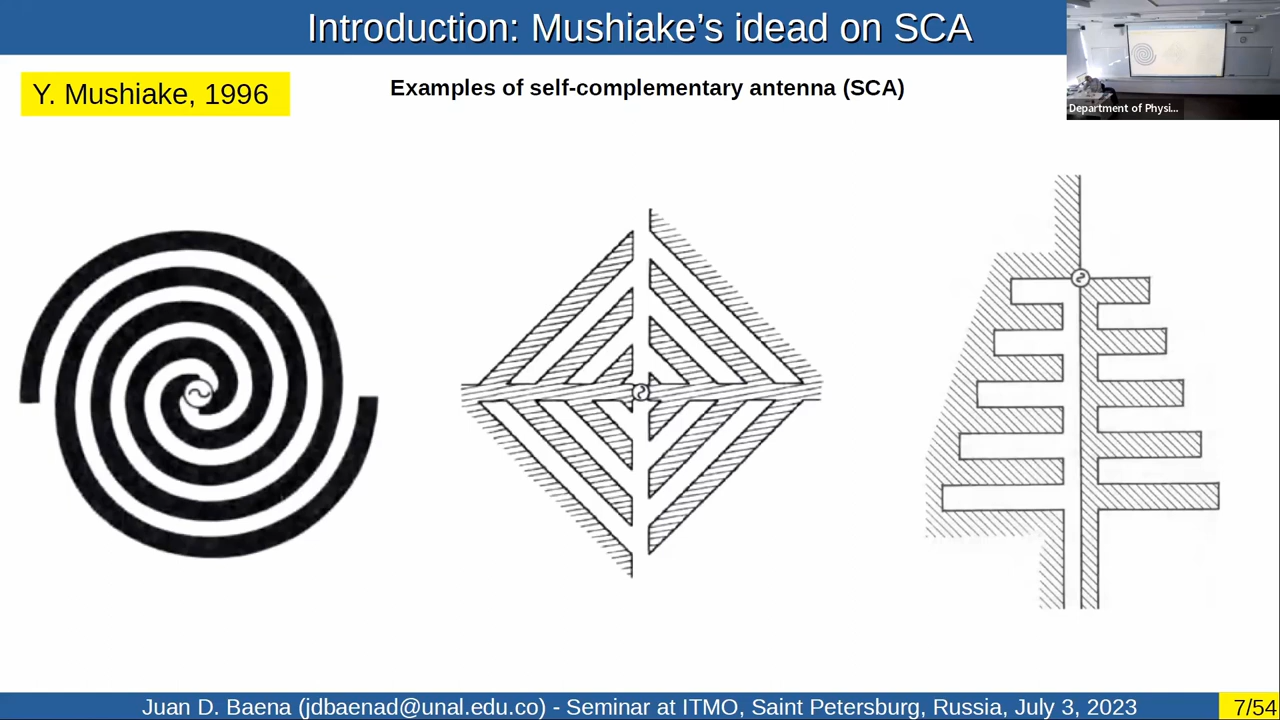 Introduction: Mushiake's idead on SCA
Department of Physi...
Y. Mushiake, 1996
Examples of self-complementary antenna (SCA)
Juan D. Baena (jdbaenad@unal.edu.co) - Seminar at ITMO, Saint Petersburg, Russia, July 3, 2023
7/54